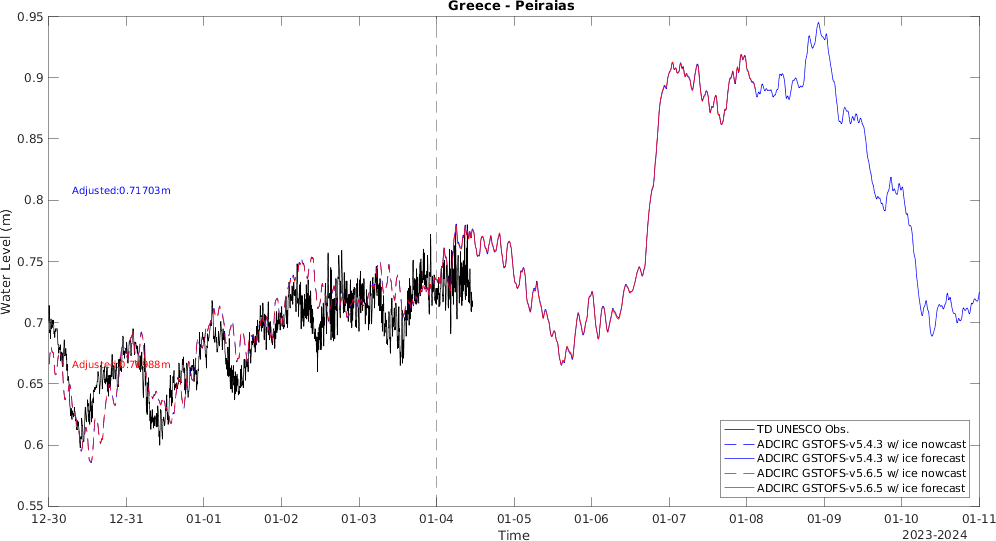 Greece - Peiraias
0.95
0.9
0.85
0.8
0.75
0.7
0.65
0.6
0.55
Water Level (m)
Adjusted:0.71703m
12-30
12-31
01-01
01-02
01-03
01-04
01-05
01-06
01-07
01-08
01-09
01-10
01-11
Time
2023-2024
TD UNESCO Obs.
ADCIRC GSTOFS-v5.4.3 w/ ice nowcast
ADCIRC GSTOFS-v5.4.3 w/ ice forecast
ADCIRC GSTOFS-v5.6.5 w/ ice nowcast
ADCIRC GSTOFS-v5.6.5 w/ ice forecast